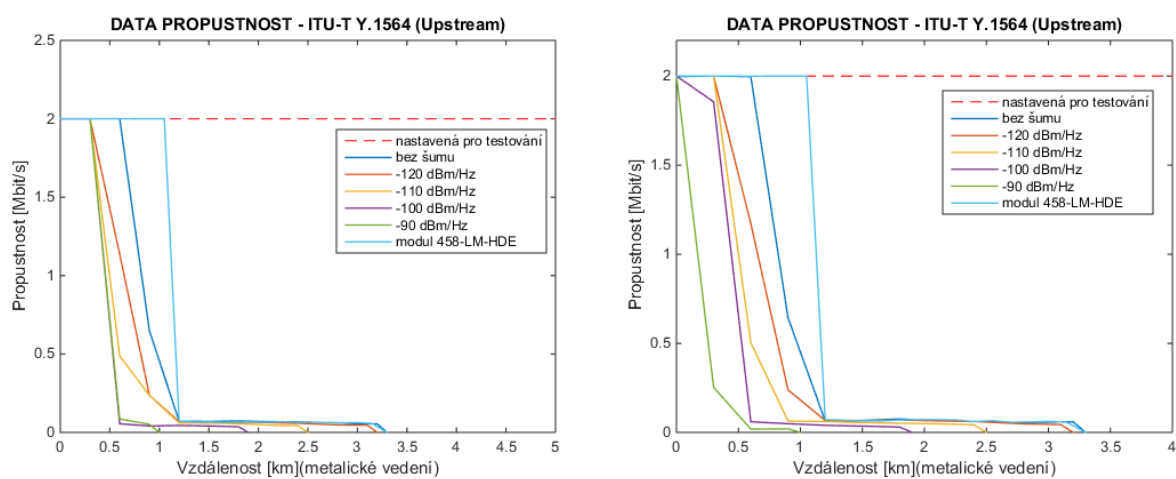 DATA PROPUSTNOST - ITU-T Y.1564 (Upstream)
2.5
2
1.5
1
0.5
0
Propustnost [Mbit/s]
nastavená pro testování
bez šumu
-120 dBm/Hz
-110 dBm/Hz
-100 dBm/Hz
-90 dBm/Hz
modul 458-LM-HDE
0 0.5 1 1.5 2 2.5 3 3.5 4 4.5 5
Vzdálenost [km](metalické vedení)
DATA PROPUSTNOST - ITU-T Y.1564 (Upstream)
2
1.5
1
0.5
0
Propustnost [Mbit/s]
nastavená pro testování
bez šumu
-120 dBm/Hz
-110 dBm/Hz
-100 dBm/Hz
-90 dBm/Hz
modul 458-LM-HDE
0 0.5 1 1.5 2 2.5 3 3.5 4
Vzdálenost [km](metalické vedení)